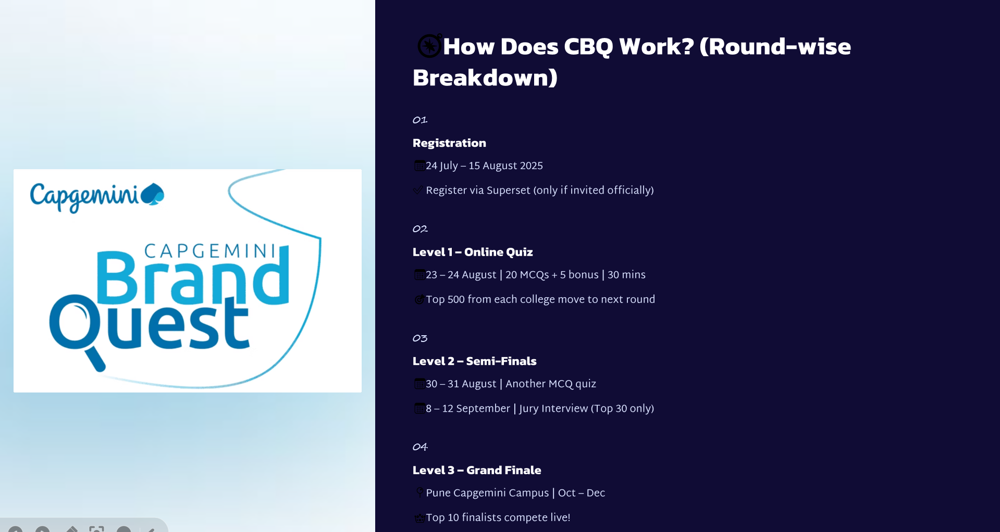 Capgemini
CAPGEMINI
Brand
Quest
How Does CBQ Work? (Round-wise
Breakdown)
01
Registration
24 July – 15 August 2025
Register via Superset (only if invited officially)
02
Level 1 – Online Quiz
23 – 24 August | 20 MCQs + 5 bonus | 30 mins
Top 500 from each college move to next round
03
Level 2 – Semi-Finals
30 – 31 August | Another MCQ quiz
8 – 12 September | Jury Interview (Top 30 only)
04
Level 3 – Grand Finale
Pune Capgemini Campus | Oct – Dec
Top 10 finalists compete live!